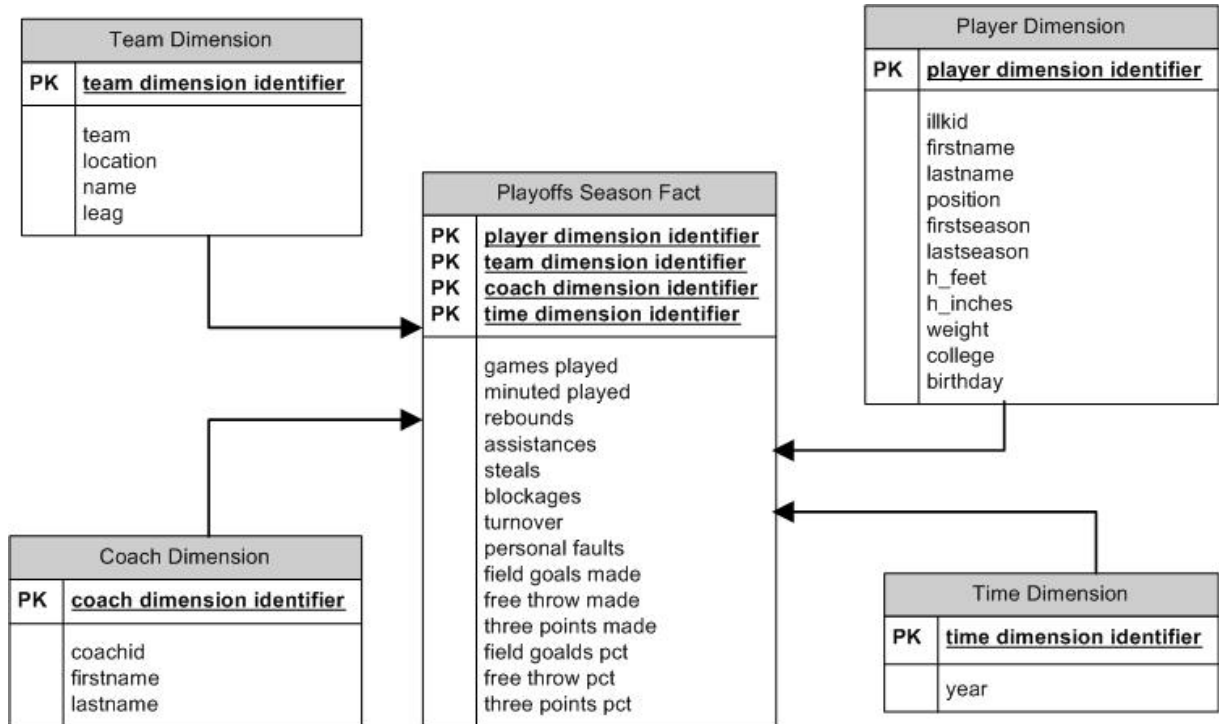 Team Dimension
PK team dimension identifier
team
location
name
leag
Player Dimension
PK player dimension identifier
illkid
firstname
lastname
position
firstseason
lastseason
h_feet
h_inches
weight
college
birthday
Playoffs Season Fact
PK player dimension identifier
PK team dimension identifier
PK coach dimension identifier
PK time dimension identifier
games played
minuted played
rebounds
assistances
steals
blockages
turnover
personal faults
field goals made
free throw made
three points made
field goalds pct
free throw pct
three points pct
Coach Dimension
PK coach dimension identifier
coachid
firstname
lastname
Time Dimension
PK time dimension identifier
year